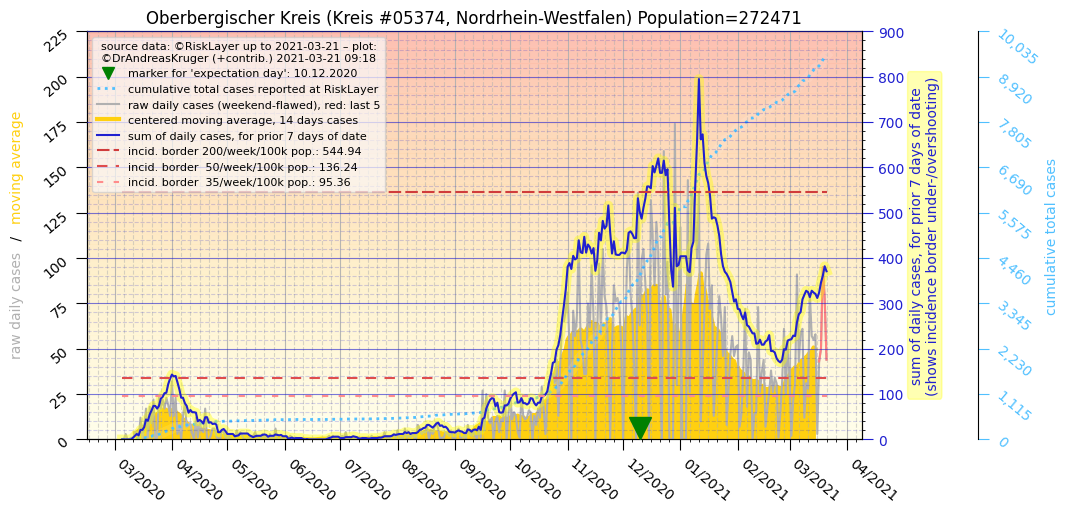 Oberbergischer Kreis (Kreis #05374, Nordrhein-Westfalen) Population=272471
source data: ©RiskLayer up to 2021-03-21 – plot:
©DrAndreasKruger (+contrib.) 2021-03-21 09:18
marker for 'expectation day': 10.12.2020
cumulative total cases reported at RiskLayer
raw daily cases (weekend-flawed), red: last 5
centered moving average, 14 days cases
sum of daily cases, for prior 7 days of date
incid. border 200/week/100k pop.: 544.94
incid. border  50/week/100k pop.: 136.24
incid. border  35/week/100k pop.: 95.36
raw daily cases / moving average
225
200
175
150
125
100
75
50
25
0
03/2020
04/2020
05/2020
06/2020
07/2020
08/2020
09/2020
10/2020
11/2020
12/2020
01/2021
02/2021
03/2021
04/2021
900
800
700
600
500
400
300
200
100
0
sum of daily cases, for prior 7 days of date
(shows incidence border under-/overshooting)
10,035
8,920
7,805
6,690
5,575
4,460
3,345
2,230
1,115
0
cumulative total cases